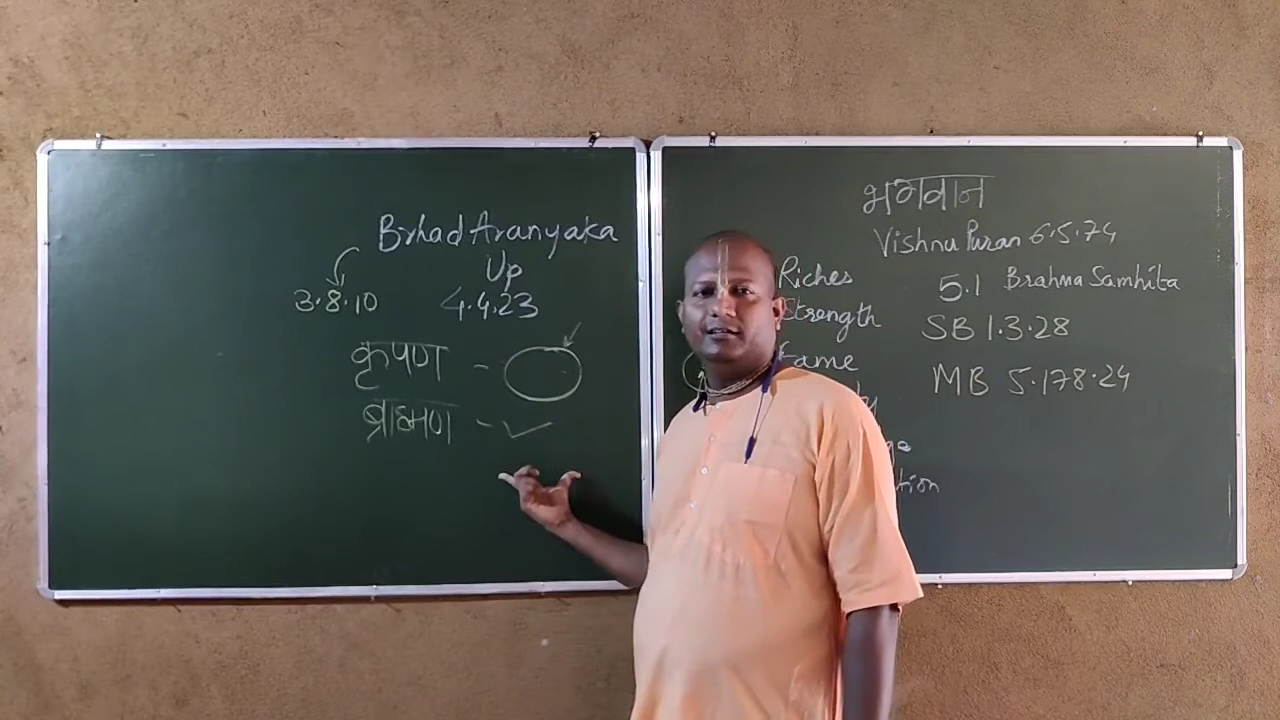 Brhad Aranyaka
Up
3.8.10 4.4.23
कृपण -
ब्राह्मण - ✓
भगवान
Vishnu Puran 6.5.74
Riches 5.1 Brahma Samhita
Strength SB 1.3.28
Fame MB 5.178.24